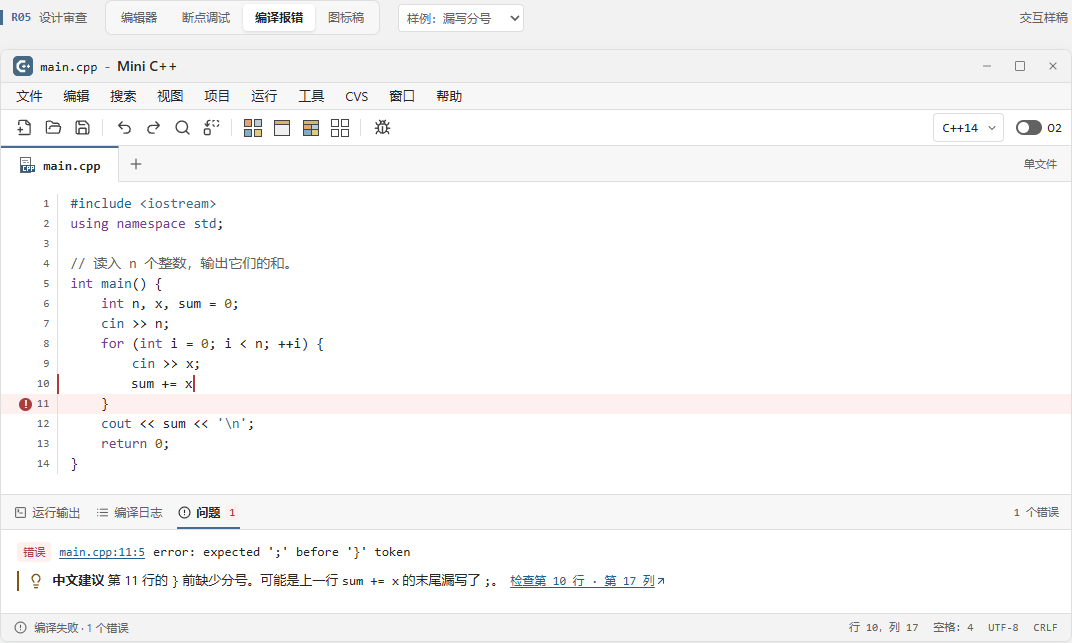 R05 设计审查 编辑器 断点调试 编译报错 图标稿 样例：漏写分号 交互样稿
main.cpp - Mini C++
文件 编辑 搜索 视图 项目 运行 工具 CVS 窗口 帮助
C++14 O2
main.cpp 单文件
1 #include <iostream>
2 using namespace std;
3
4 // 读入 n 个整数，输出它们的和。
5 int main() {
6 int n, x, sum = 0;
7 cin >> n;
8 for (int i = 0; i < n; ++i) {
9 cin >> x;
10 sum += x
11 }
12 cout << sum << '\n';
13 return 0;
14 }
运行输出 编译日志 问题 1 1 个错误
错误 main.cpp:11:5 error: expected ';' before '}' token
中文建议 第 11 行的 } 前缺少分号。可能是上一行 sum += x 的末尾漏写了 ;。 检查第 10 行 · 第 17 列
编译失败 · 1 个错误 行 10, 列 17 空格: 4 UTF-8 CRLF